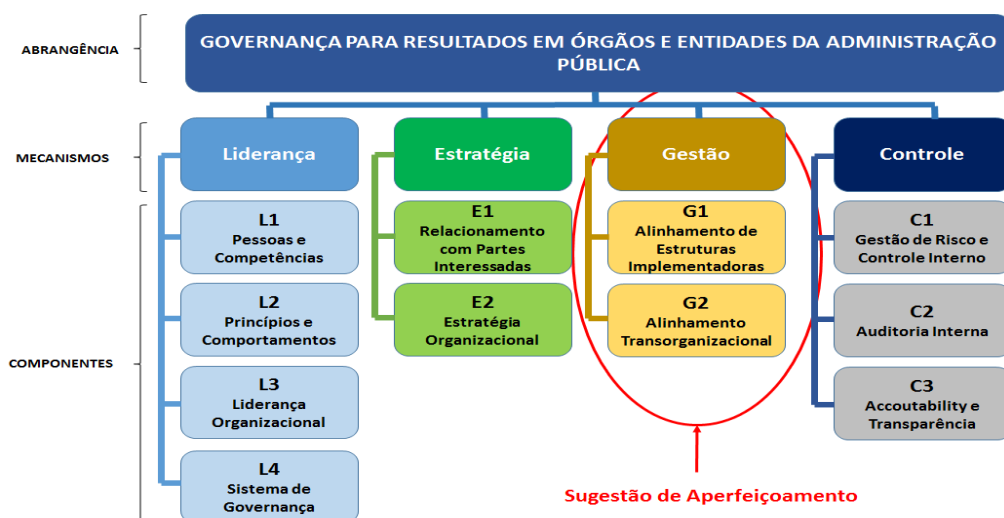 ABRANGÊNCIA
GOVERNANÇA PARA RESULTADOS EM ÓRGÃOS E ENTIDADES DA ADMINISTRAÇÃO
PÚBLICA
MECANISMOS
Liderança
Estratégia
Gestão
Controle
COMPONENTES
L1
Pessoas e
Competências
L2
Princípios e
Comportamentos
L3
Liderança
Organizacional
L4
Sistema de
Governança
E1
Relacionamento
com Partes
Interessadas
E2
Estratégia
Organizacional
G1
Alinhamento de
Estruturas
Implementadoras
G2
Alinhamento
Transorganizacional
C1
Gestão de Risco e
Controle Interno
C2
Auditoria Interna
C3
Accoutability e
Transparência
Sugestão de Aperfeiçoamento